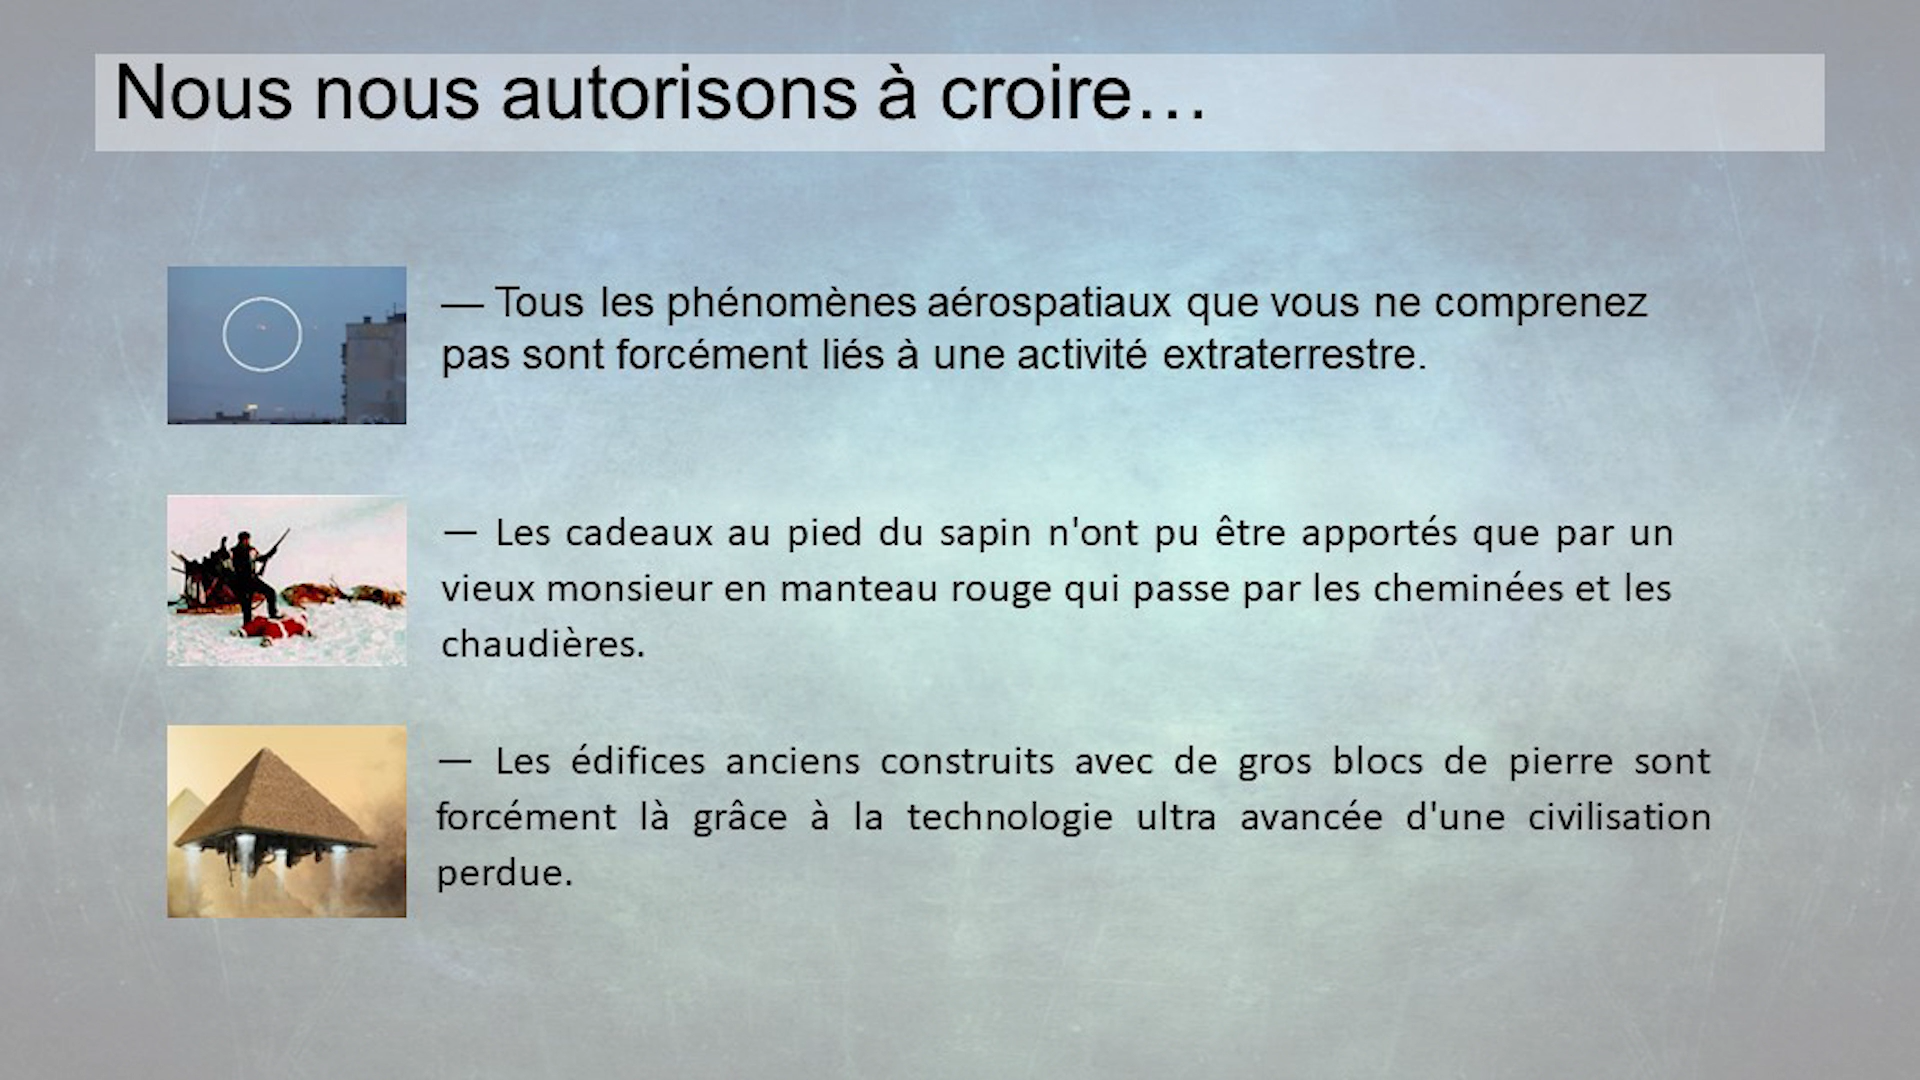 Nous nous autorisons à croire…
— Tous les phénomènes aérospatiaux que vous ne comprenez
pas sont forcément liés à une activité extraterrestre.
— Les cadeaux au pied du sapin n'ont pu être apportés que par un
vieux monsieur en manteau rouge qui passe par les cheminées et les
chaudières.
— Les édifices anciens construits avec de gros blocs de pierre sont
forcément là grâce à la technologie ultra avancée d'une civilisation
perdue.